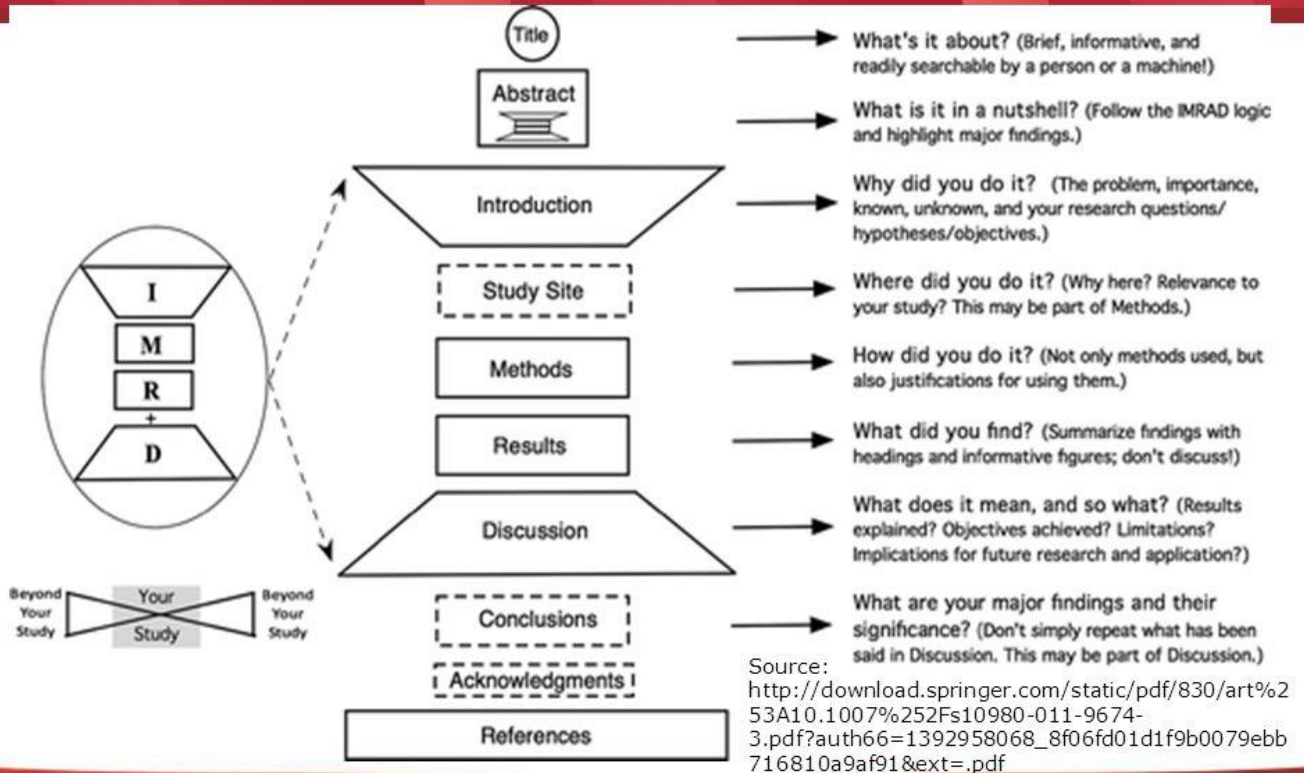 Title
What's it about? (Brief, informative, and
readily searchable by a person or a machine!)
Abstract
What is it in a nutshell? (Follow the IMRAD logic
and highlight major findings.)
Introduction
Why did you do it? (The problem, importance,
known, unknown, and your research questions/
hypotheses/objectives.)
Study Site
Where did you do it? (Why here? Relevance to
your study? This may be part of Methods.)
Methods
How did you do it? (Not only methods used, but
also justifications for using them.)
Results
What did you find? (Summarize findings with
headings and informative figures; don't discuss!)
Discussion
What does it mean, and so what? (Results
explained? Objectives achieved? Limitations?
Implications for future research and application?)
Conclusions
What are your major findings and their
significance? (Don't simply repeat what has been
said in Discussion. This may be part of Discussion.)
Acknowledgments
References
I
M
R
+
D
Beyond
Your
Study
Your
Study
Beyond
Your
Study
Source:
http://download.springer.com/static/pdf/830/art%2
53A10.1007%252Fs10980-011-9674-
3.pdf?auth66=1392958068_8f06fd01d1f9b0079ebb
716810a9af91&ext=.pdf